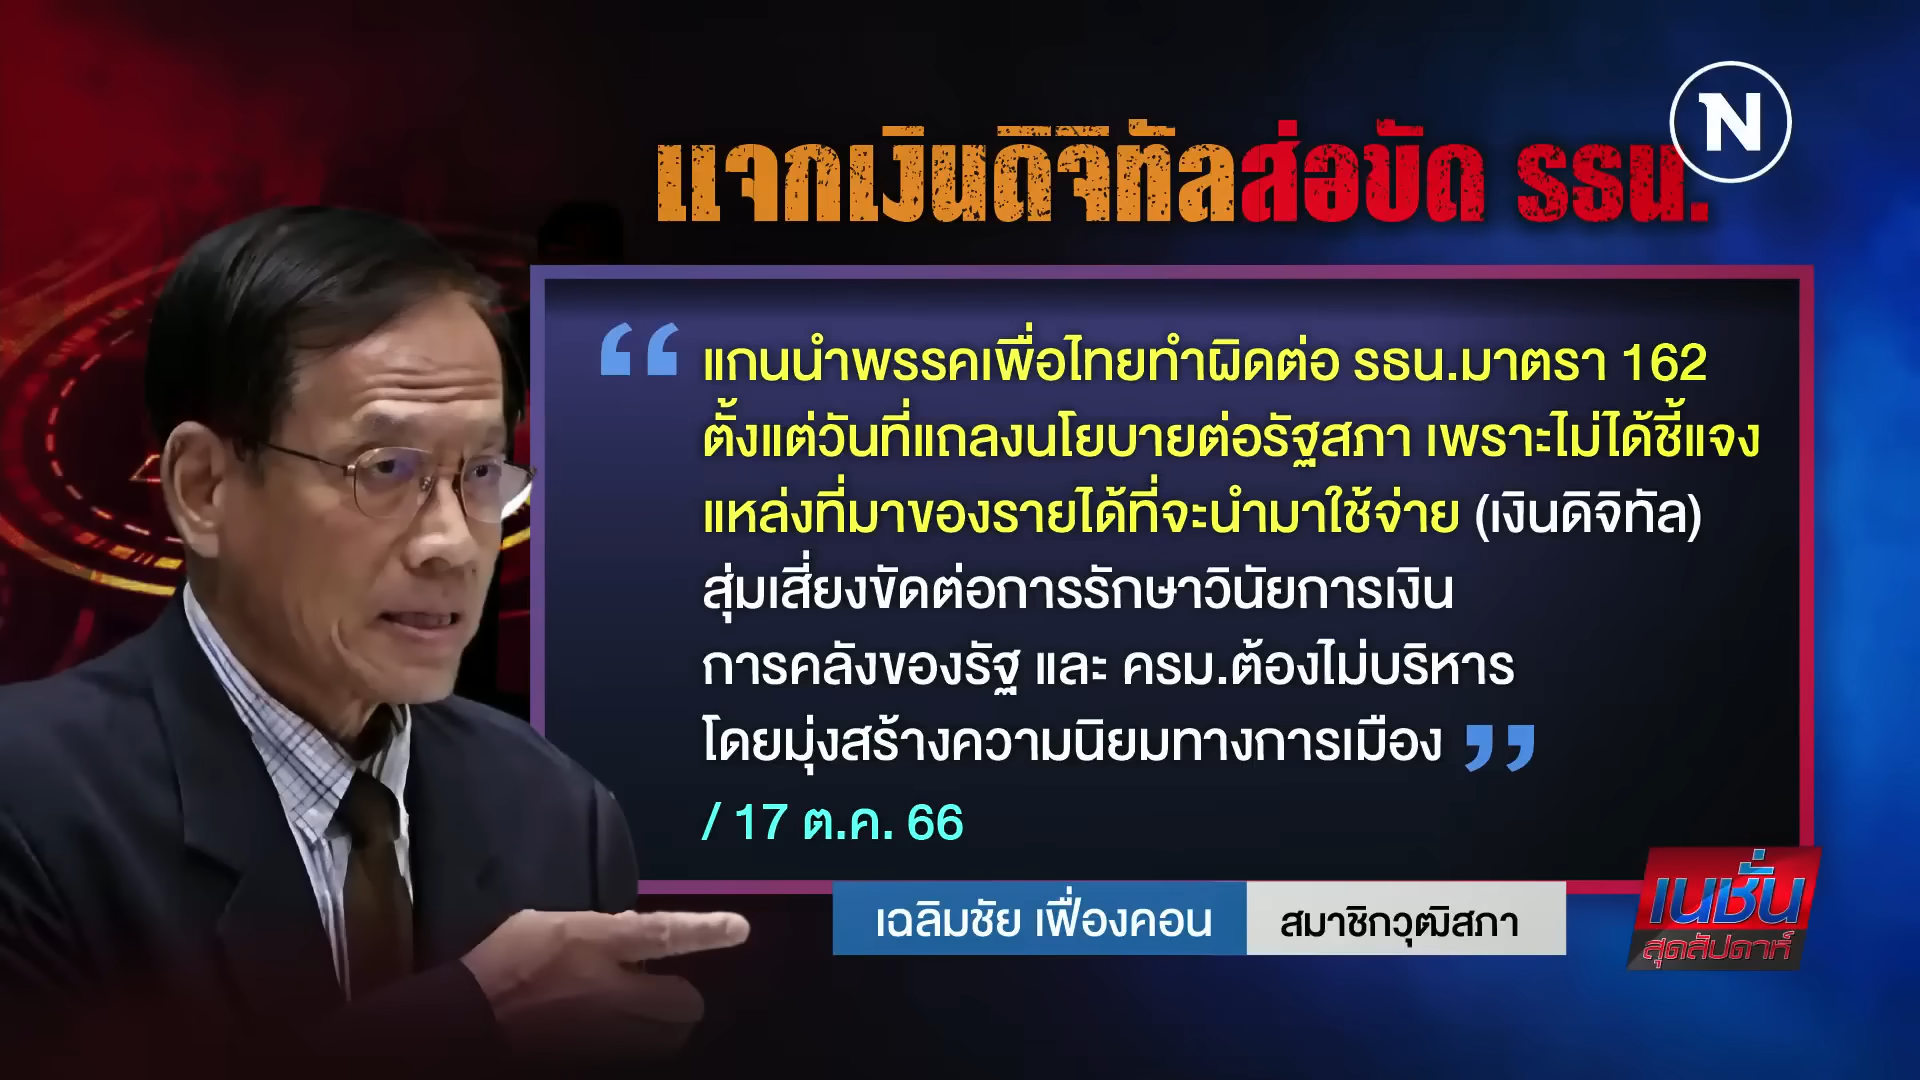 แจกเงินดิจิทัลส่อขัด รธน.
N
“ แกนนำพรรคเพื่อไทยทำผิดต่อ รธน.มาตรา 162
ตั้งแต่วันที่แถลงนโยบายต่อรัฐสภา เพราะไม่ได้ชี้แจง
แหล่งที่มาของรายได้ที่จะนำมาใช้จ่าย (เงินดิจิทัล)
สุ่มเสี่ยงขัดต่อการรักษาวินัยการเงิน
การคลังของรัฐ และ ครม.ต้องไม่บริหาร
โดยมุ่งสร้างความนิยมทางการเมือง ”
/ 17 ต.ค. 66
เฉลิมชัย เฟื่องคอน สมาชิกวุฒิสภา
เนชั่น
สุดสัปดาห์